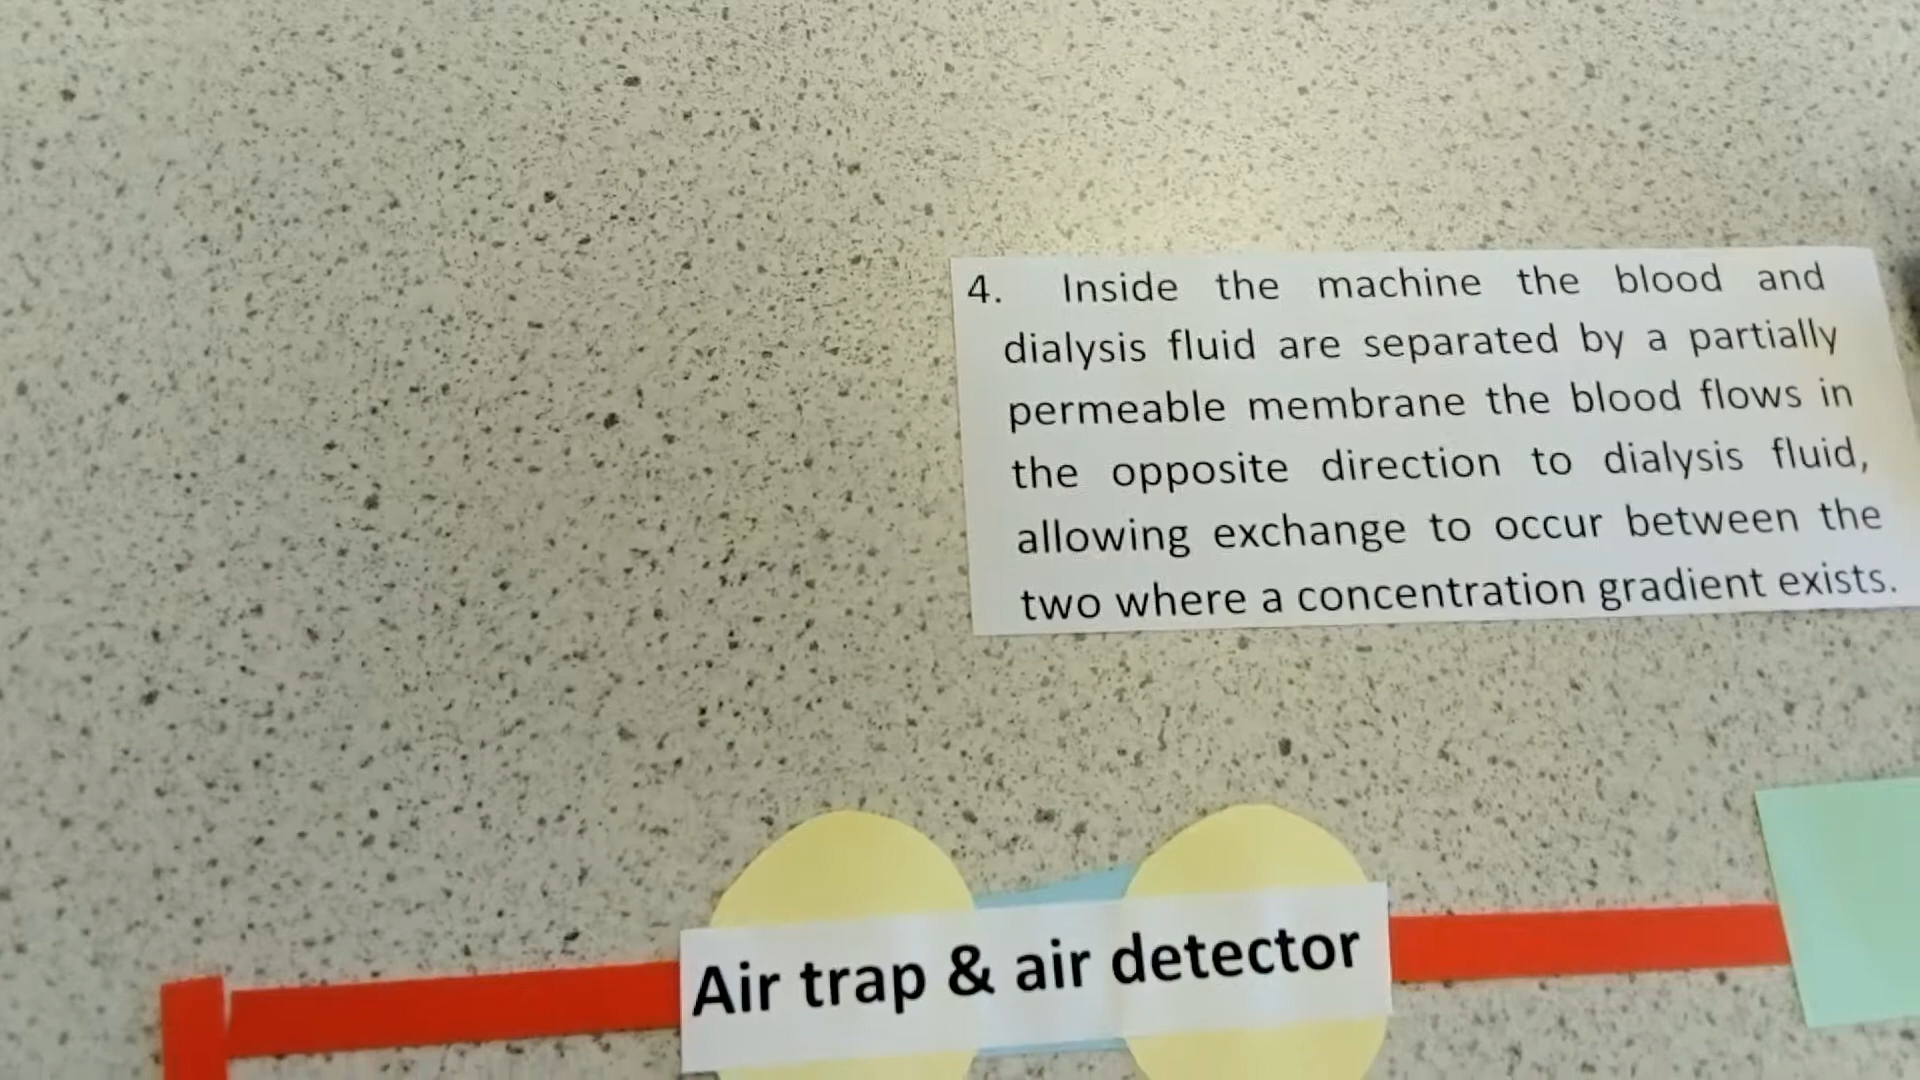 4. Inside the machine the blood and
dialysis fluid are separated by a partially
permeable membrane the blood flows in
the opposite direction to dialysis fluid,
allowing exchange to occur between the
two where a concentration gradient exists.
Air trap & air detector